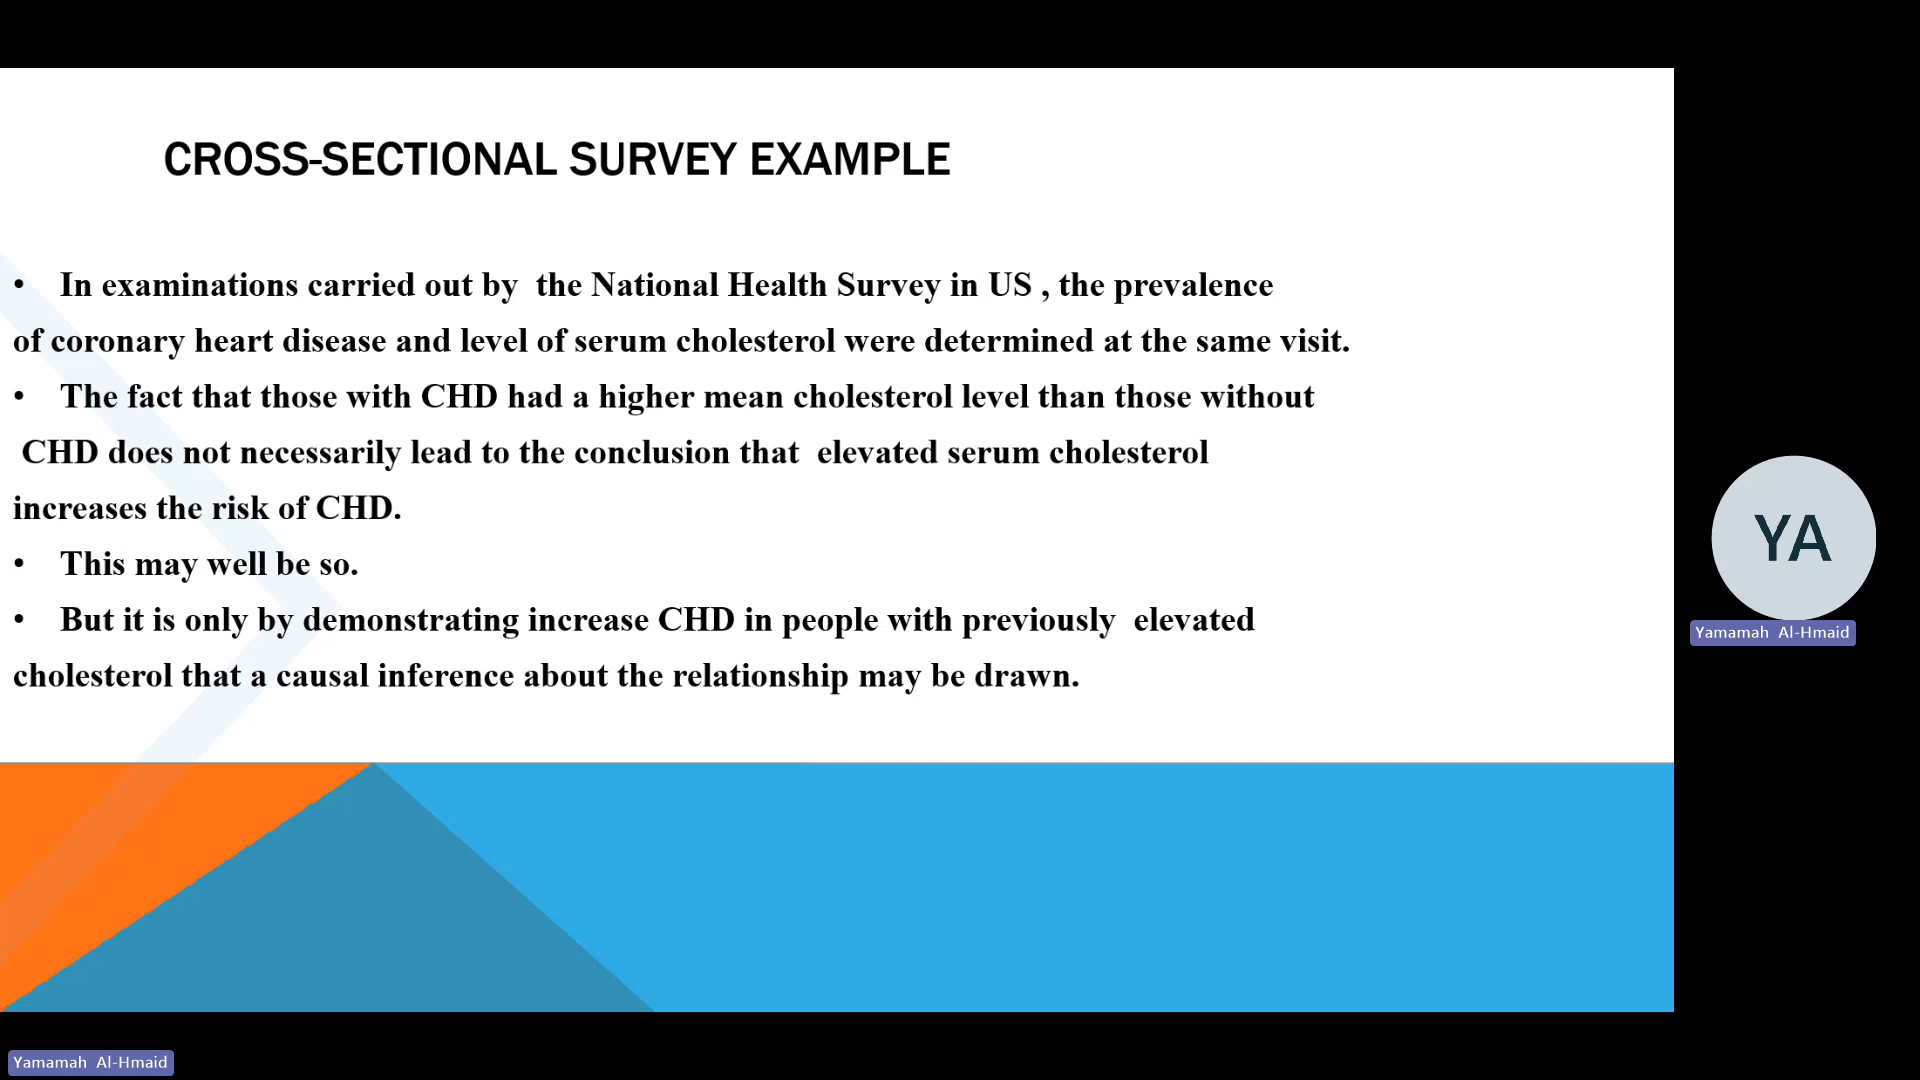 CROSS-SECTIONAL SURVEY EXAMPLE
• In examinations carried out by the National Health Survey in US , the prevalence
of coronary heart disease and level of serum cholesterol were determined at the same visit.
• The fact that those with CHD had a higher mean cholesterol level than those without
CHD does not necessarily lead to the conclusion that elevated serum cholesterol
increases the risk of CHD.
• This may well be so.
• But it is only by demonstrating increase CHD in people with previously elevated
cholesterol that a causal inference about the relationship may be drawn.
YA
Yamamah Al-Hmaid
Yamamah Al-Hmaid